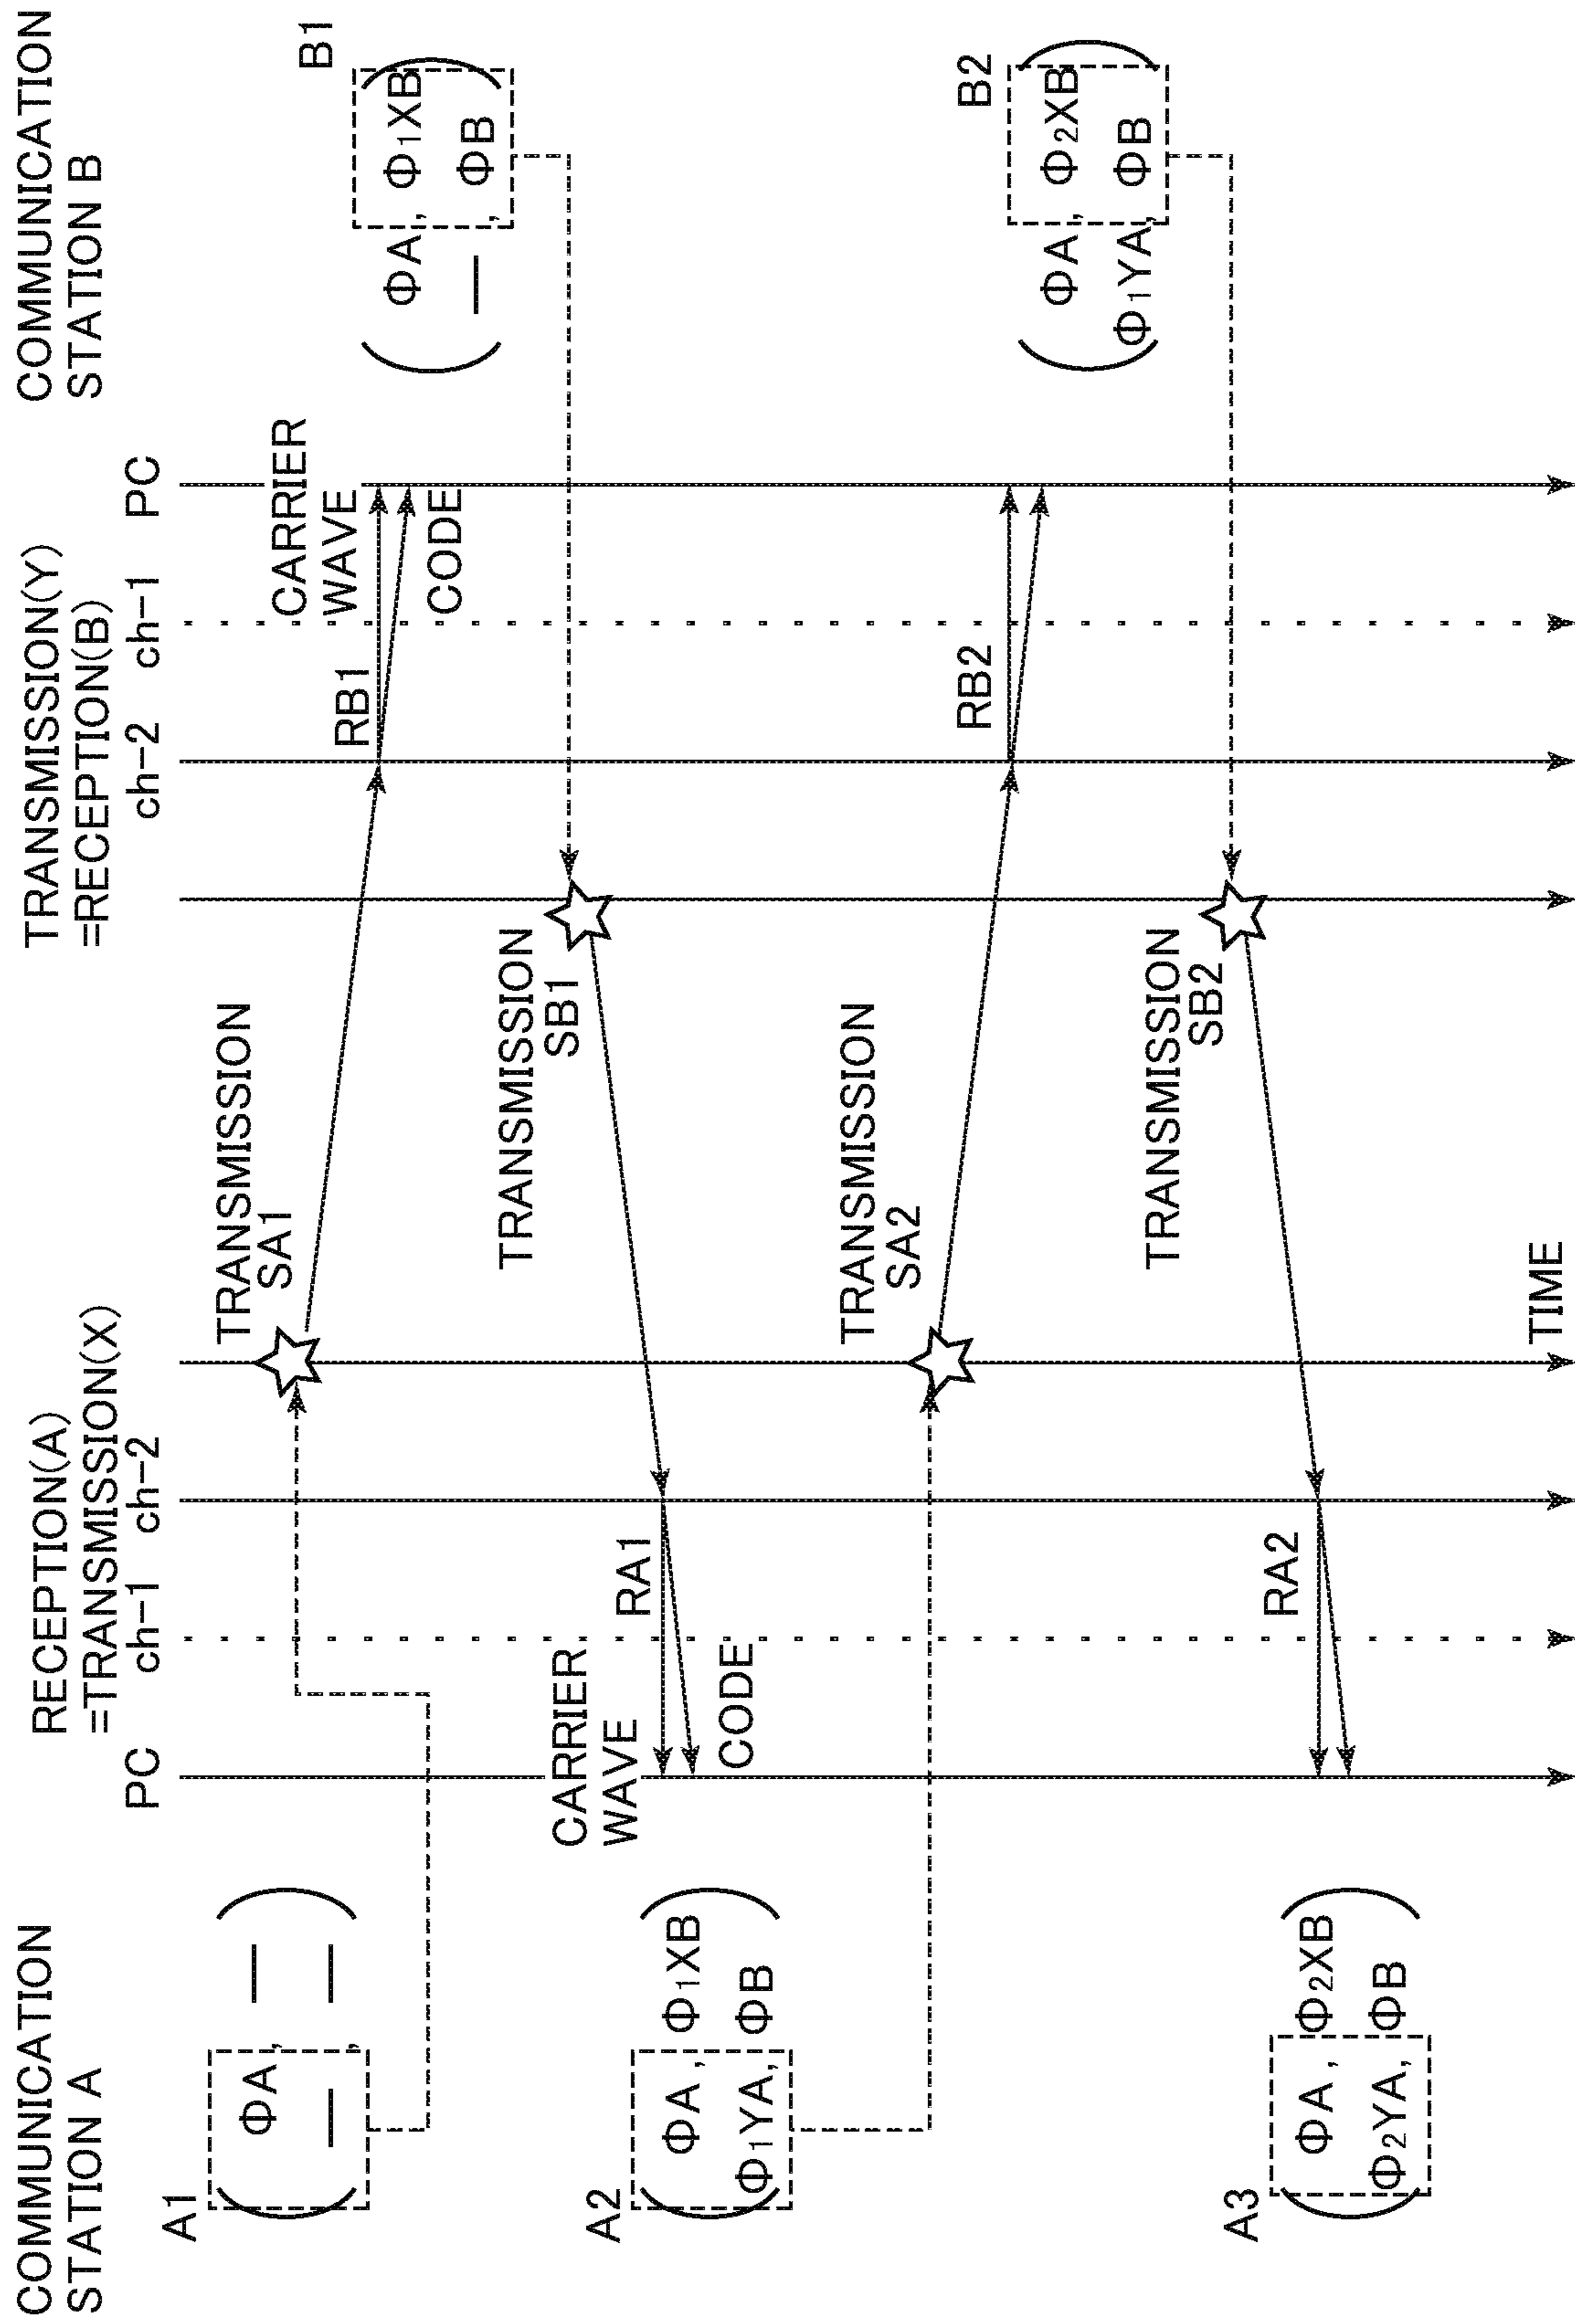 COMMUNICATION
STATION A
RECEPTION(A)
=TRANSMISSION(X)
PC ch-1 ch-2
TRANSMISSION(Y)
=RECEPTION(B)
ch-2 ch-1 PC
COMMUNICATION
STATION B
A1
( ΦA, — )
( —, — )
TRANSMISSION
SA1
RB1
CARRIER
WAVE
CODE
B1
( ΦA, Φ1XB )
( —, ΦB )
TRANSMISSION
SB1
RA1
CARRIER
WAVE
CODE
A2
( ΦA, Φ1XB )
( Φ1YA, ΦB )
TRANSMISSION
SA2
RB2
B2
( ΦA, Φ2XB )
( Φ1YA, ΦB )
TRANSMISSION
SB2
RA2
A3
( ΦA, Φ2XB )
( Φ2YA, ΦB )
TIME